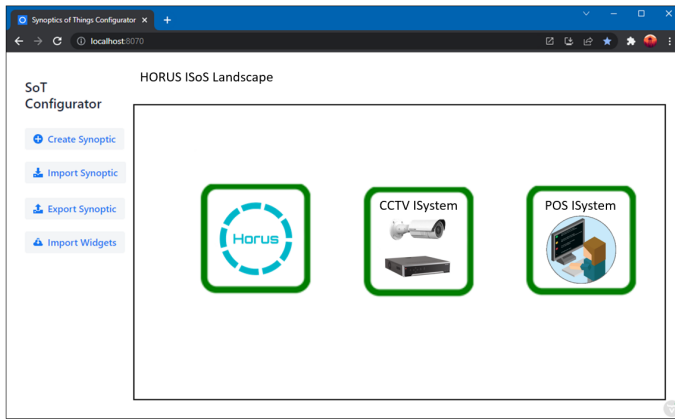 Synoptics of Things Configurator
localhost:8070
SoT
Configurator
Create Synoptic
Import Synoptic
Export Synoptic
Import Widgets
HORUS ISoS Landscape
Horus
CCTV ISystem
POS ISystem